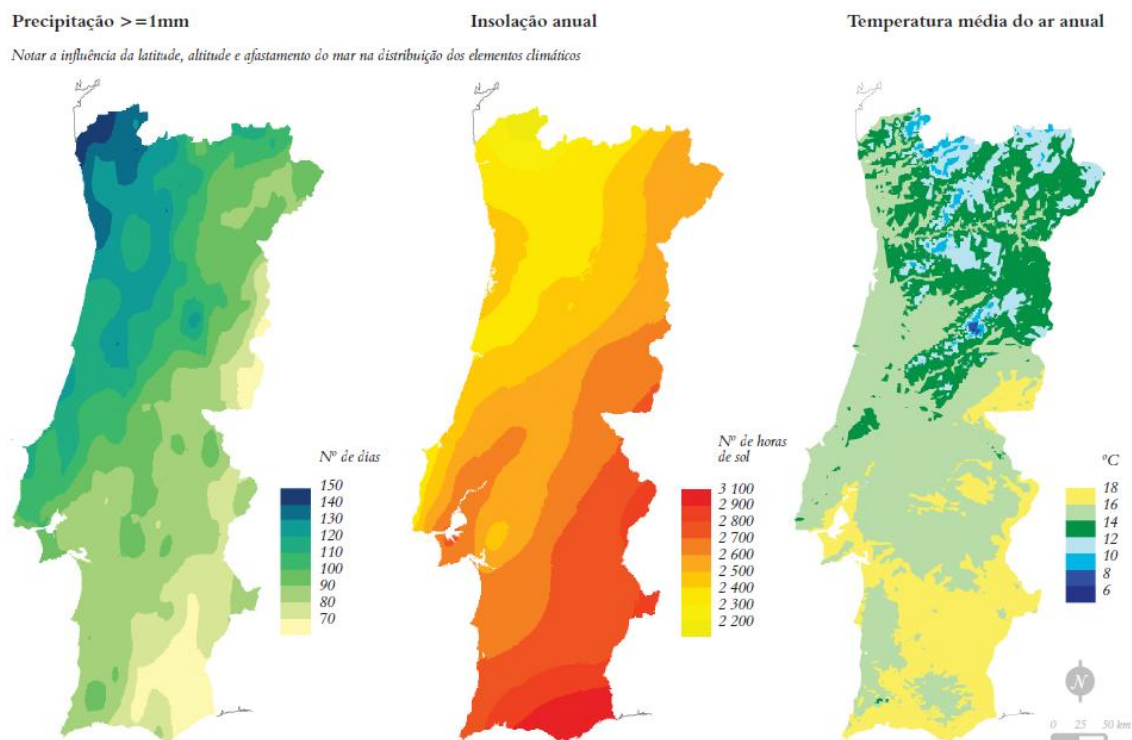 Precipitação >=1mm
Insolação anual
Temperatura média do ar anual
Notar a influência da latitude, altitude e afastamento do mar na distribuição dos elementos climáticos
N
N
N
Nº de dias
150
140
130
120
110
100
90
80
70
Nº de horas
de sol
3 100
2 900
2 800
2 700
2 600
2 500
2 400
2 300
2 200
ºC
18
16
14
12
10
8
6
N
0 25 50 km